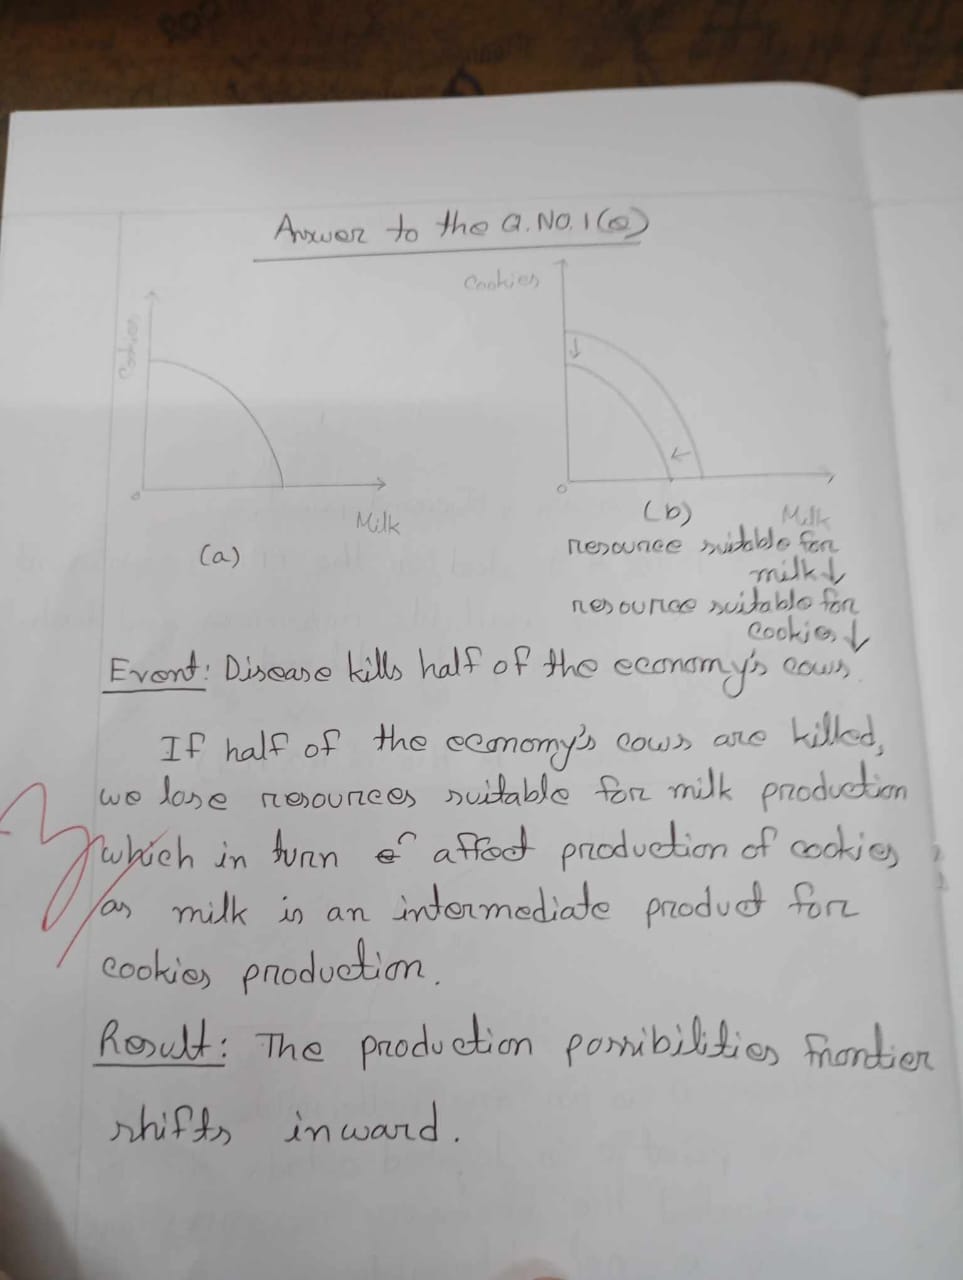 Answer to the Q.NO.1(e)
Cookies
Cookies
Milk
(a)
(b)
Milk
resource suitable for
milk↓
resource suitable for
cookies↓
Event: Disease kills half of the economy's cows
If half of the economy's cows are killed,
we lose resources suitable for milk production
which in turn affect production of cookies
as milk is an intermediate product for
cookies production.
Result: The production possibilities frontier
shifts inward.